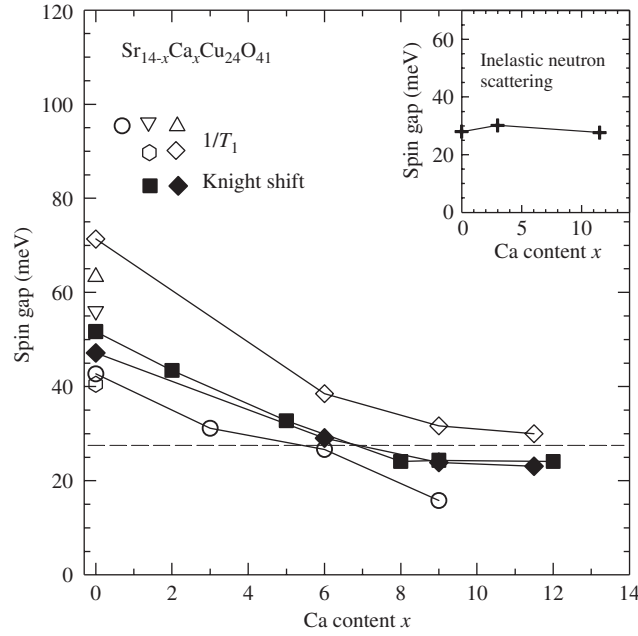 120
100
80
60
40
20
0
Spin gap (meV)
Sr14-xCaxCu24O41
1/T1
Knight shift
0 2 4 6 8 10 12 14
Ca content x
60
40
20
0
Spin gap (meV)
Inelastic neutron
scattering
0 5 10
Ca content x